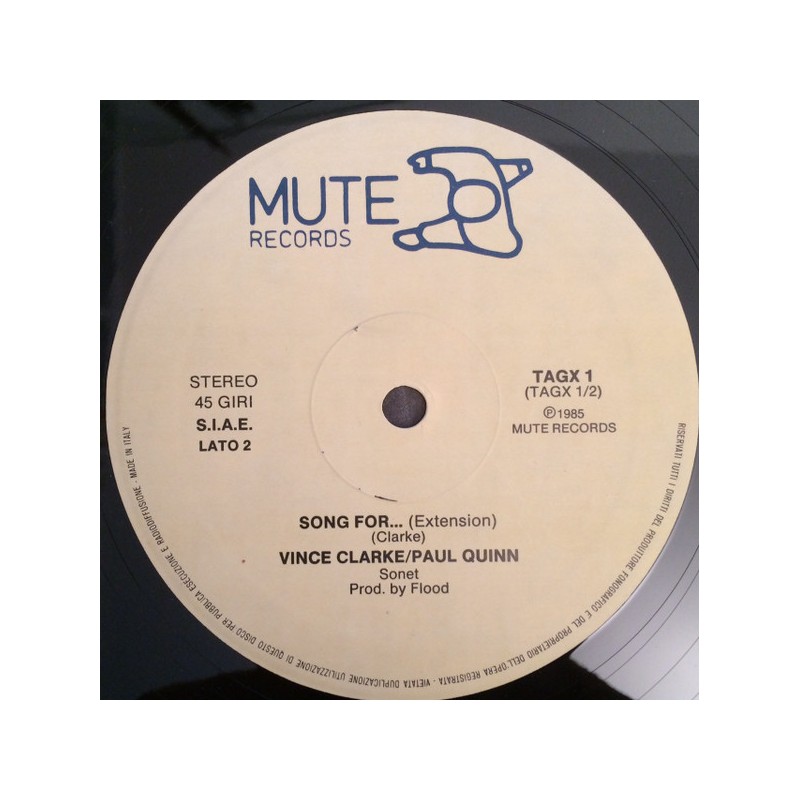 MUTE
RECORDS
STEREO
45 GIRI
S.I.A.E.
LATO 2
TAGX 1
(TAGX 1/2)
℗1985
MUTE RECORDS
SONG FOR... (Extension)
(Clarke)
VINCE CLARKE/PAUL QUINN
Sonet
Prod. by Flood
RISERVATI TUTTI I DIRITTI DEL PRODUTTORE FONOGRAFICO E DEL PROPRIETARIO DELL'OPERA REGISTRATA - VIETATA DUPLICAZIONE UTILIZZAZIONE DI QUESTO DISCO PER PUBBLICA ESECUZIONE E RADIODIFFUSIONE - MADE IN ITALY